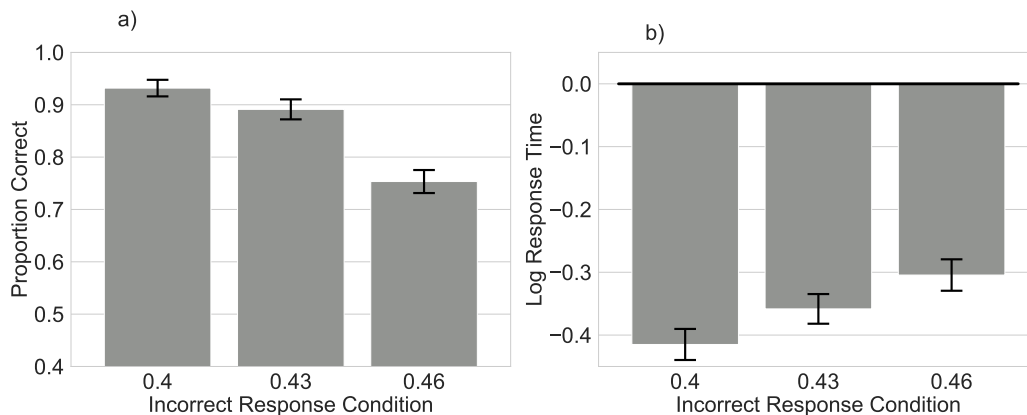 a)
1.0
0.9
0.8
0.7
0.6
0.5
0.4
Proportion Correct
0.4 0.43 0.46
Incorrect Response Condition
b)
0.0
−0.1
−0.2
−0.3
−0.4
Log Response Time
0.4 0.43 0.46
Incorrect Response Condition